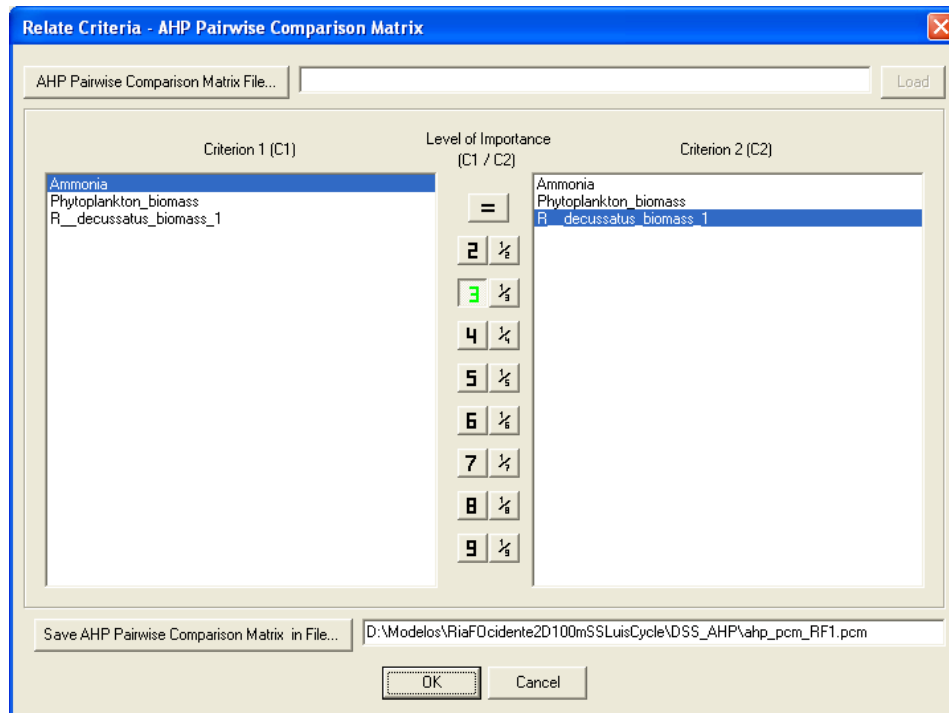 Relate Criteria - AHP Pairwise Comparison Matrix
AHP Pairwise Comparison Matrix File...
Load
Criterion 1 (C1)
Level of Importance
(C1 / C2)
Criterion 2 (C2)
Ammonia
Phytoplankton_biomass
R__decussatus_biomass_1
=
2 1/2
3 1/3
4 1/4
5 1/5
6 1/6
7 1/7
8 1/8
9 1/9
Ammonia
Phytoplankton_biomass
R__decussatus_biomass_1
Save AHP Pairwise Comparison Matrix  in File...
D:\Modelos\RiaFOcidente2D100mSSLuisCycle\DSS_AHP\ahp_pcm_RF1.pcm
OK
Cancel